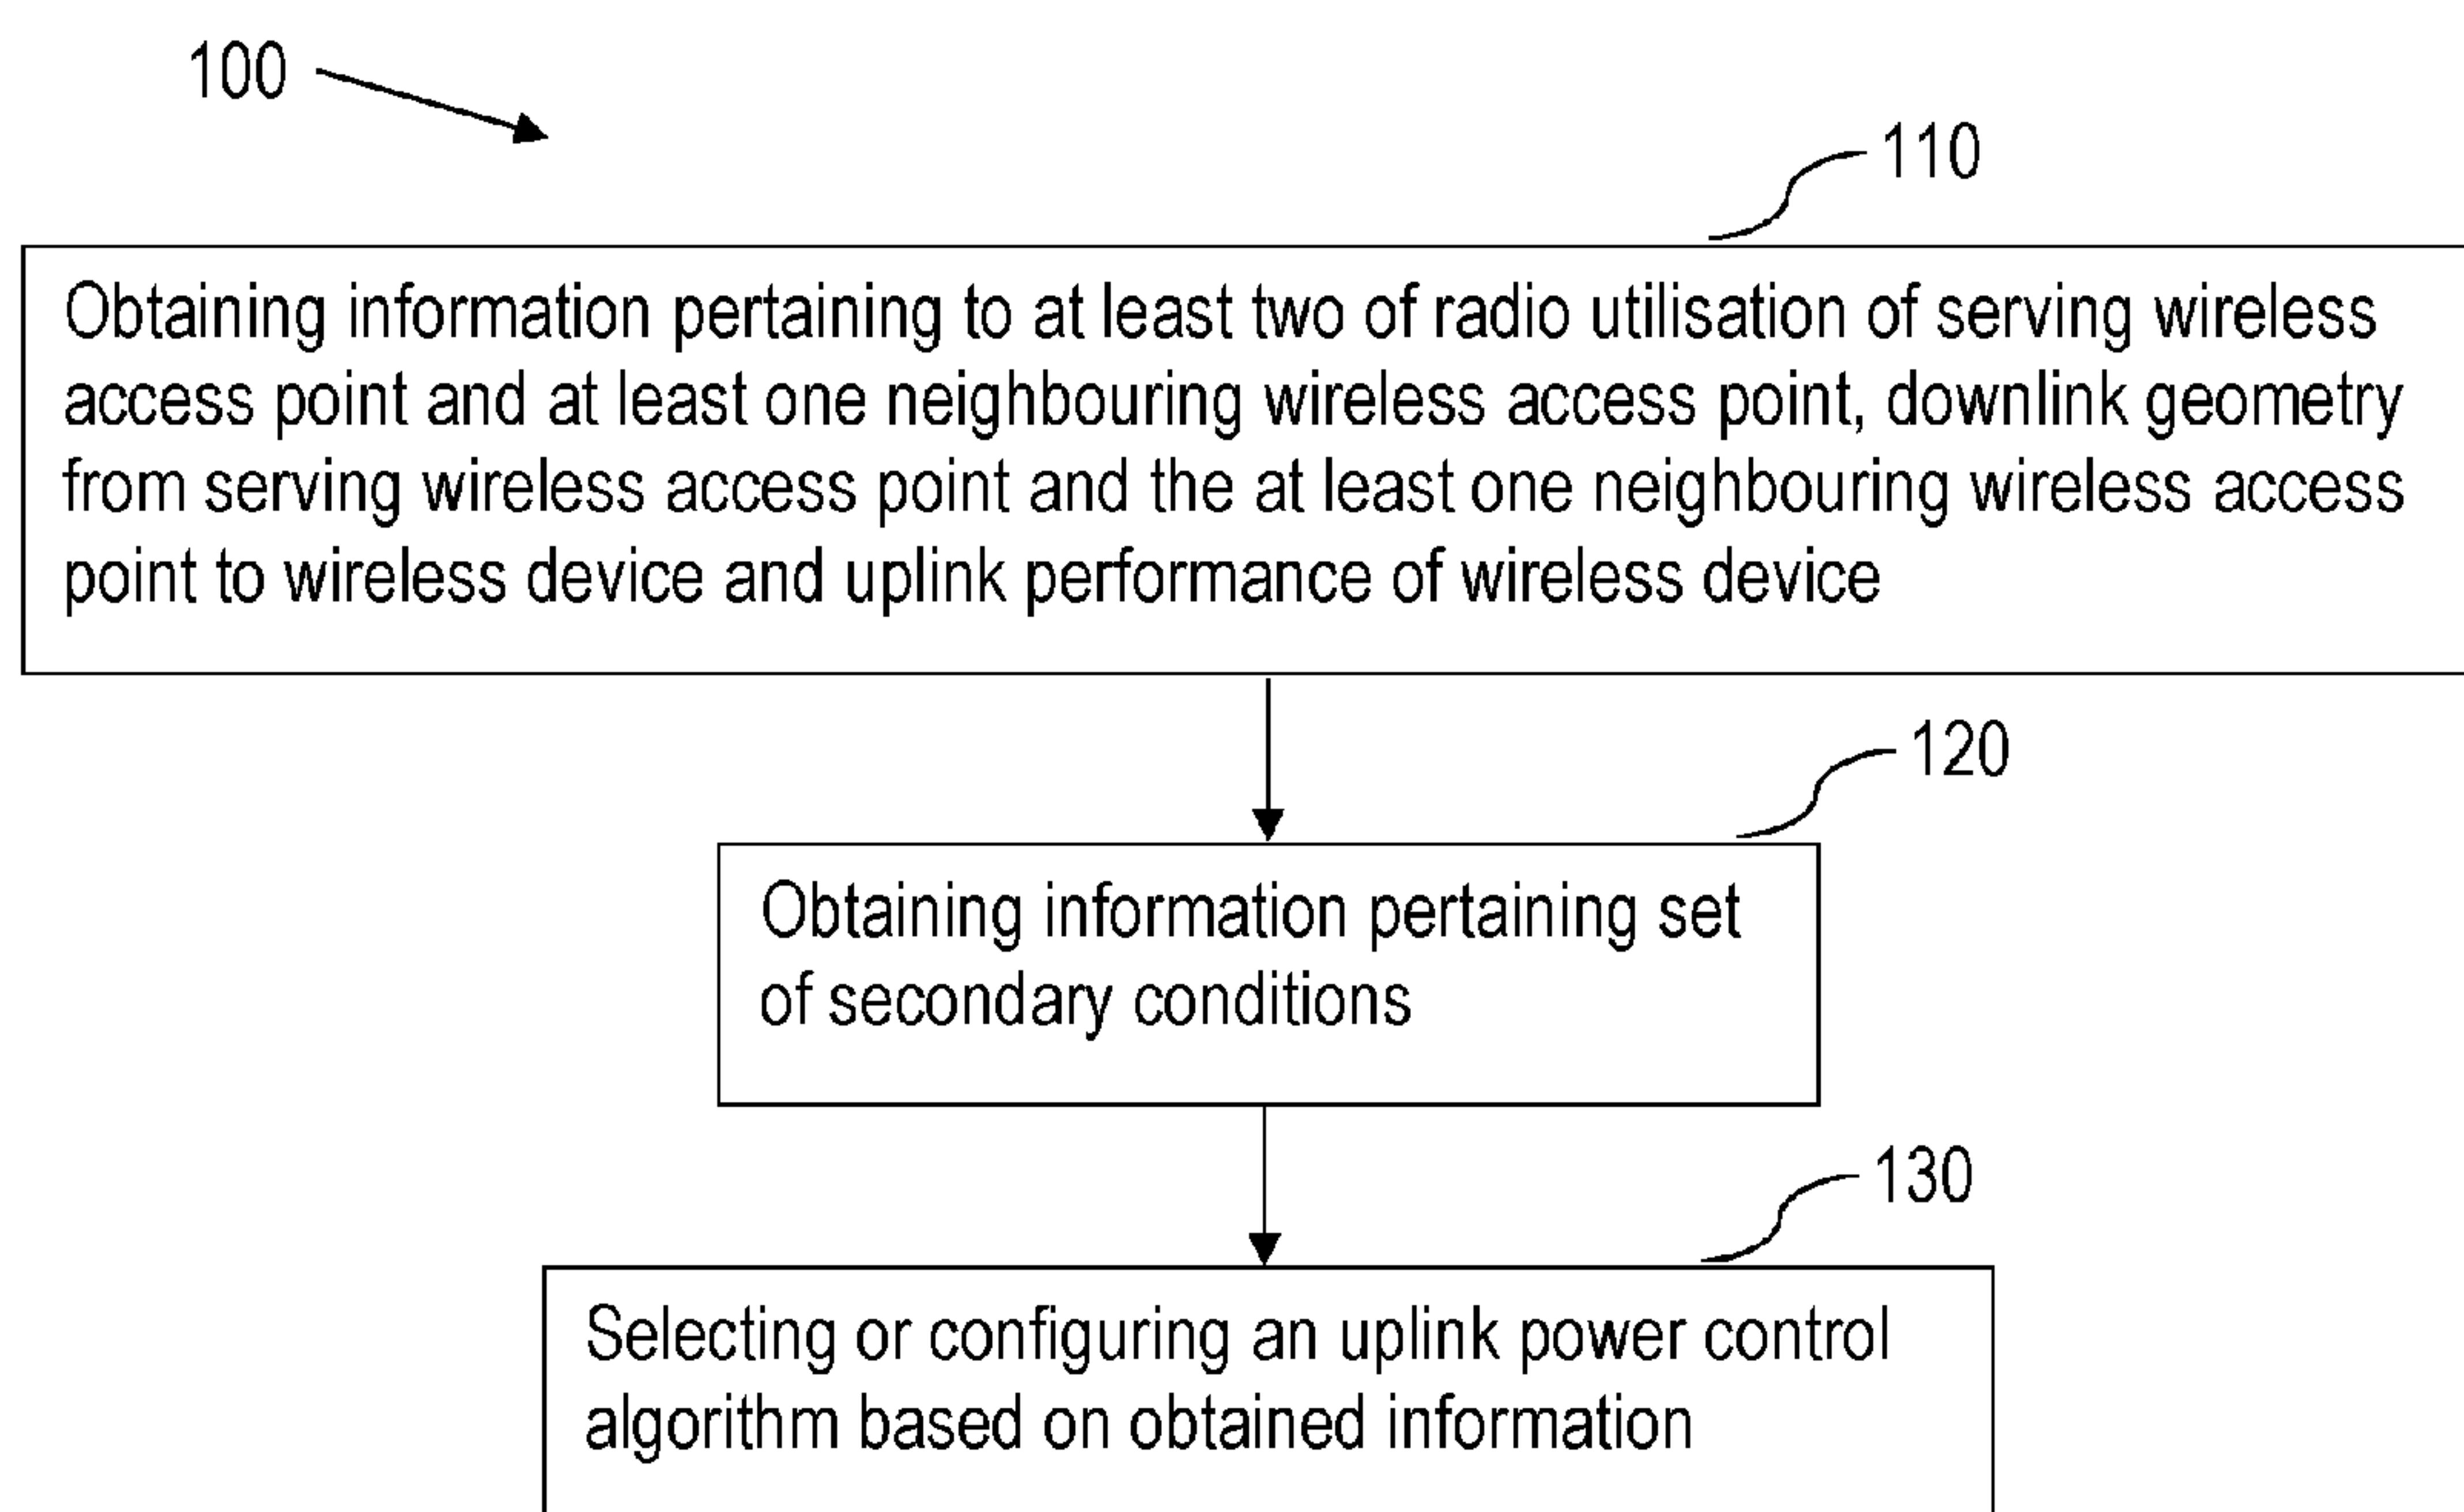 100
110
Obtaining information pertaining to at least two of radio utilisation of serving wireless
access point and at least one neighbouring wireless access point, downlink geometry
from serving wireless access point and the at least one neighbouring wireless access
point to wireless device and uplink performance of wireless device
120
Obtaining information pertaining set
of secondary conditions
130
Selecting or configuring an uplink power control
algorithm based on obtained information